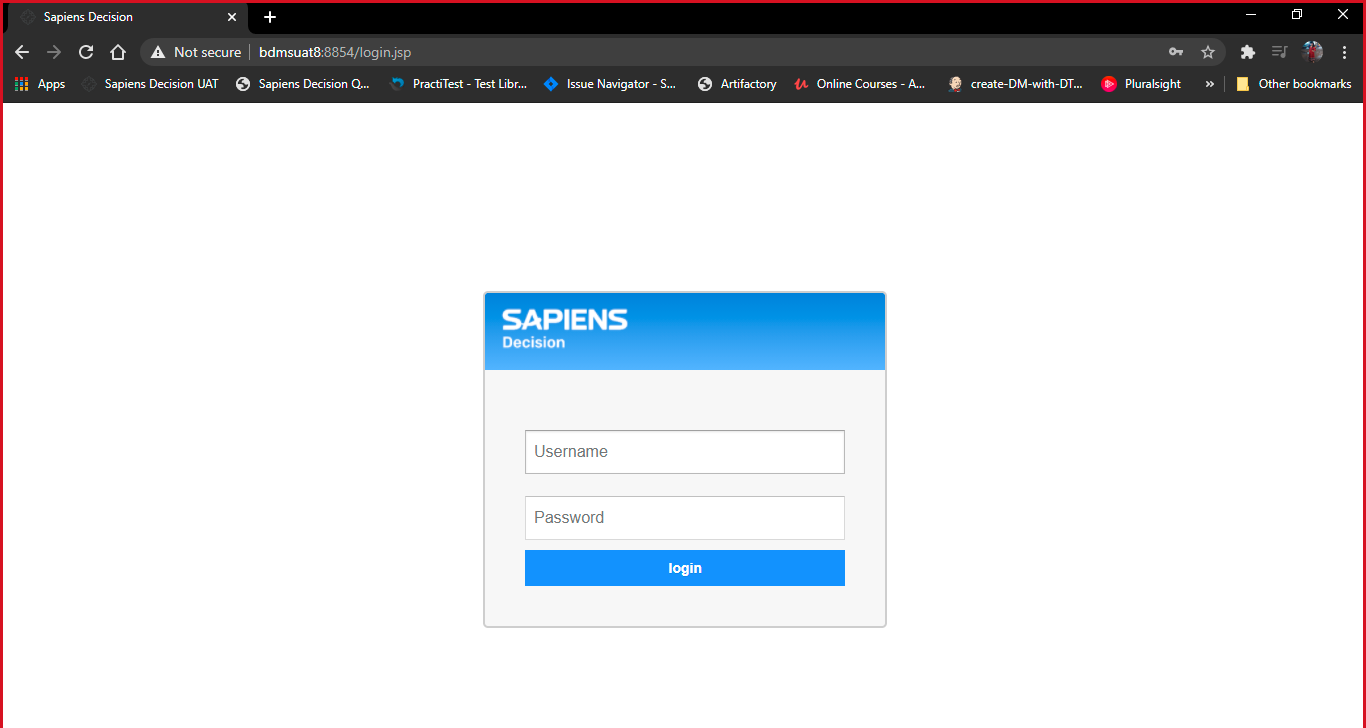 Sapiens Decision
Not secure bdmsuat8:8854/login.jsp
Apps Sapiens Decision UAT Sapiens Decision Q... PractiTest - Test Libr... Issue Navigator - S... Artifactory Online Courses - A... create-DM-with-DT... Pluralsight » Other bookmarks
SAPIENS
Decision
Username
Password
login